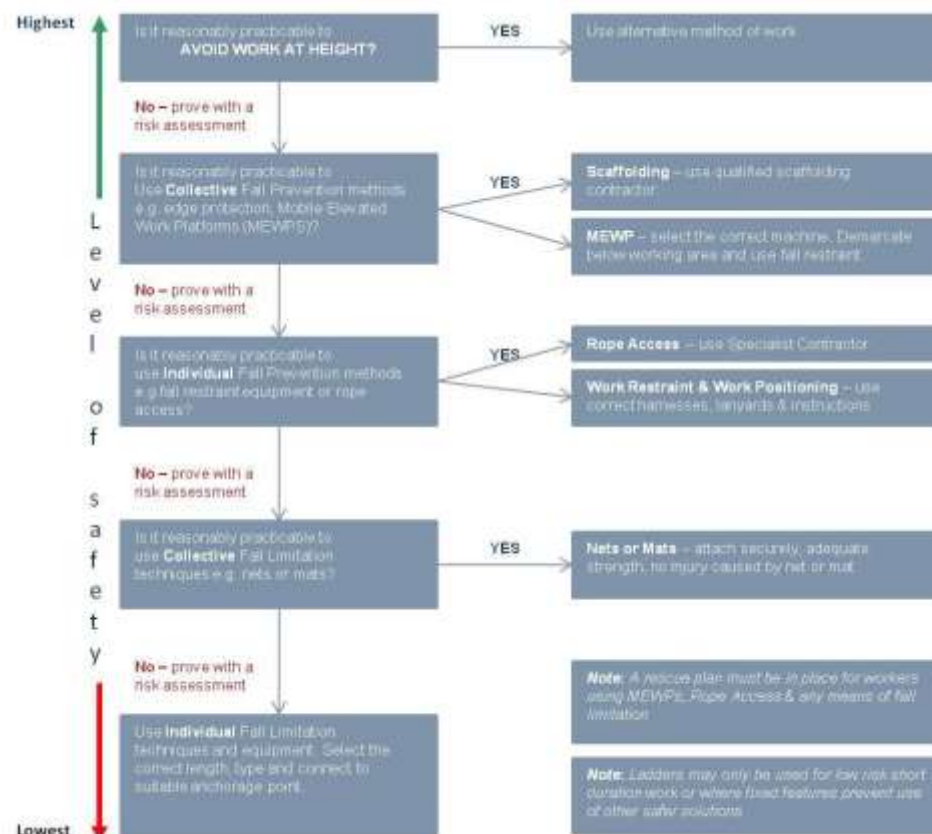 Highest
Is it reasonably practicable to
AVOID WORK AT HEIGHT?
YES
Use alternative method of work
No – prove with a
risk assessment
Is it reasonably practicable to
Use Collective Fall Prevention methods
e.g. edge protection, Mobile Elevated
Work Platforms (MEWPS)?
YES
Scaffolding – use qualified scaffolding
contractor
MEWP – select the correct machine. Demarcate
below working area and use fall restraint
No – prove with a
risk assessment
Is it reasonably practicable to
use Individual Fall Prevention methods
e.g fall restraint equipment or rope
access?
YES
Rope Access – use Specialist Contractor
Work Restraint & Work Positioning – use
correct harnesses, lanyards & instructions
No – prove with a
risk assessment
Is it reasonably practicable to
use Collective Fall Limitation
techniques e.g. nets or mats?
YES
Nets or Mats – attach securely, adequate
strength, no injury caused by net or mat
No – prove with a
risk assessment
Use Individual Fall Limitation
techniques and equipment. Select the
correct length, type and connect to
suitable anchorage point.
Note: A rescue plan must be in place for workers
using MEWPs, Rope Access & any means of fall
limitation
Note: Ladders may only be used for low risk short
duration work or where fixed features prevent use
of other safer solutions
Level of safety
Lowest